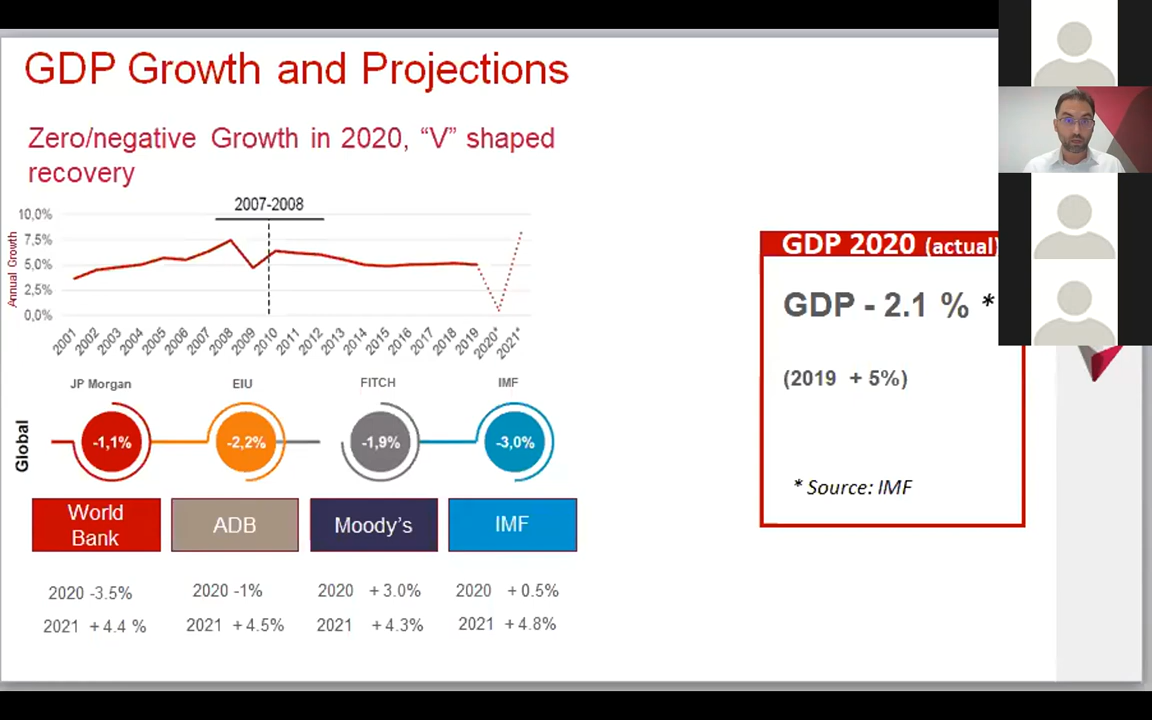 GDP Growth and Projections
Zero/negative Growth in 2020, “V” shaped
recovery
2007-2008
Annual Growth
10,0%
7,5%
5,0%
2,5%
0,0%
2001 2002 2003 2004 2005 2006 2007 2008 2009 2010 2011 2012 2013 2014 2015 2016 2017 2018 2019 2020* 2021*
JP Morgan EIU FITCH IMF
Global
-1,1% -2,2% -1,9% -3,0%
World
Bank
ADB Moody's IMF
2020 -3.5% 2020 -1% 2020 + 3.0% 2020 + 0.5%
2021 + 4.4 % 2021 + 4.5% 2021 + 4.3% 2021 + 4.8%
GDP 2020 (actual)
GDP - 2.1 % *
(2019 + 5%)
* Source: IMF